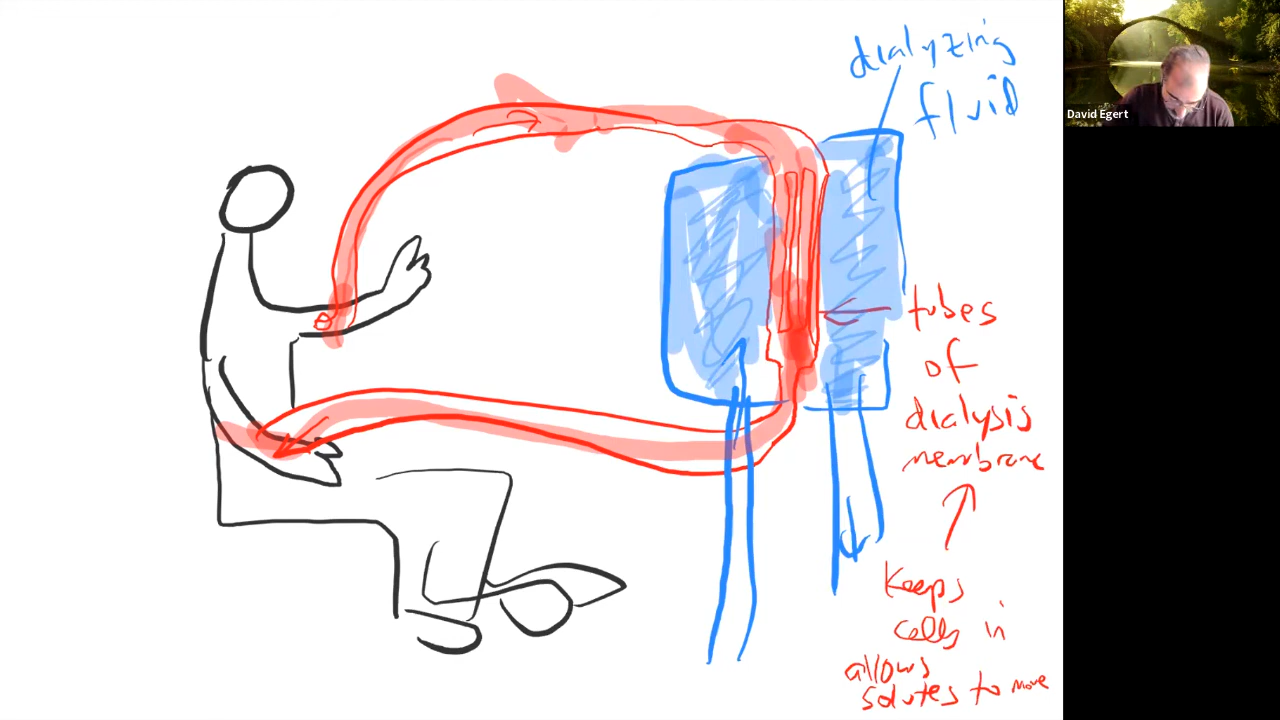 dialyzing
fluid
David Egert
tubes
of
dialysis
membrane
Keeps
cells in
allows
solutes to move